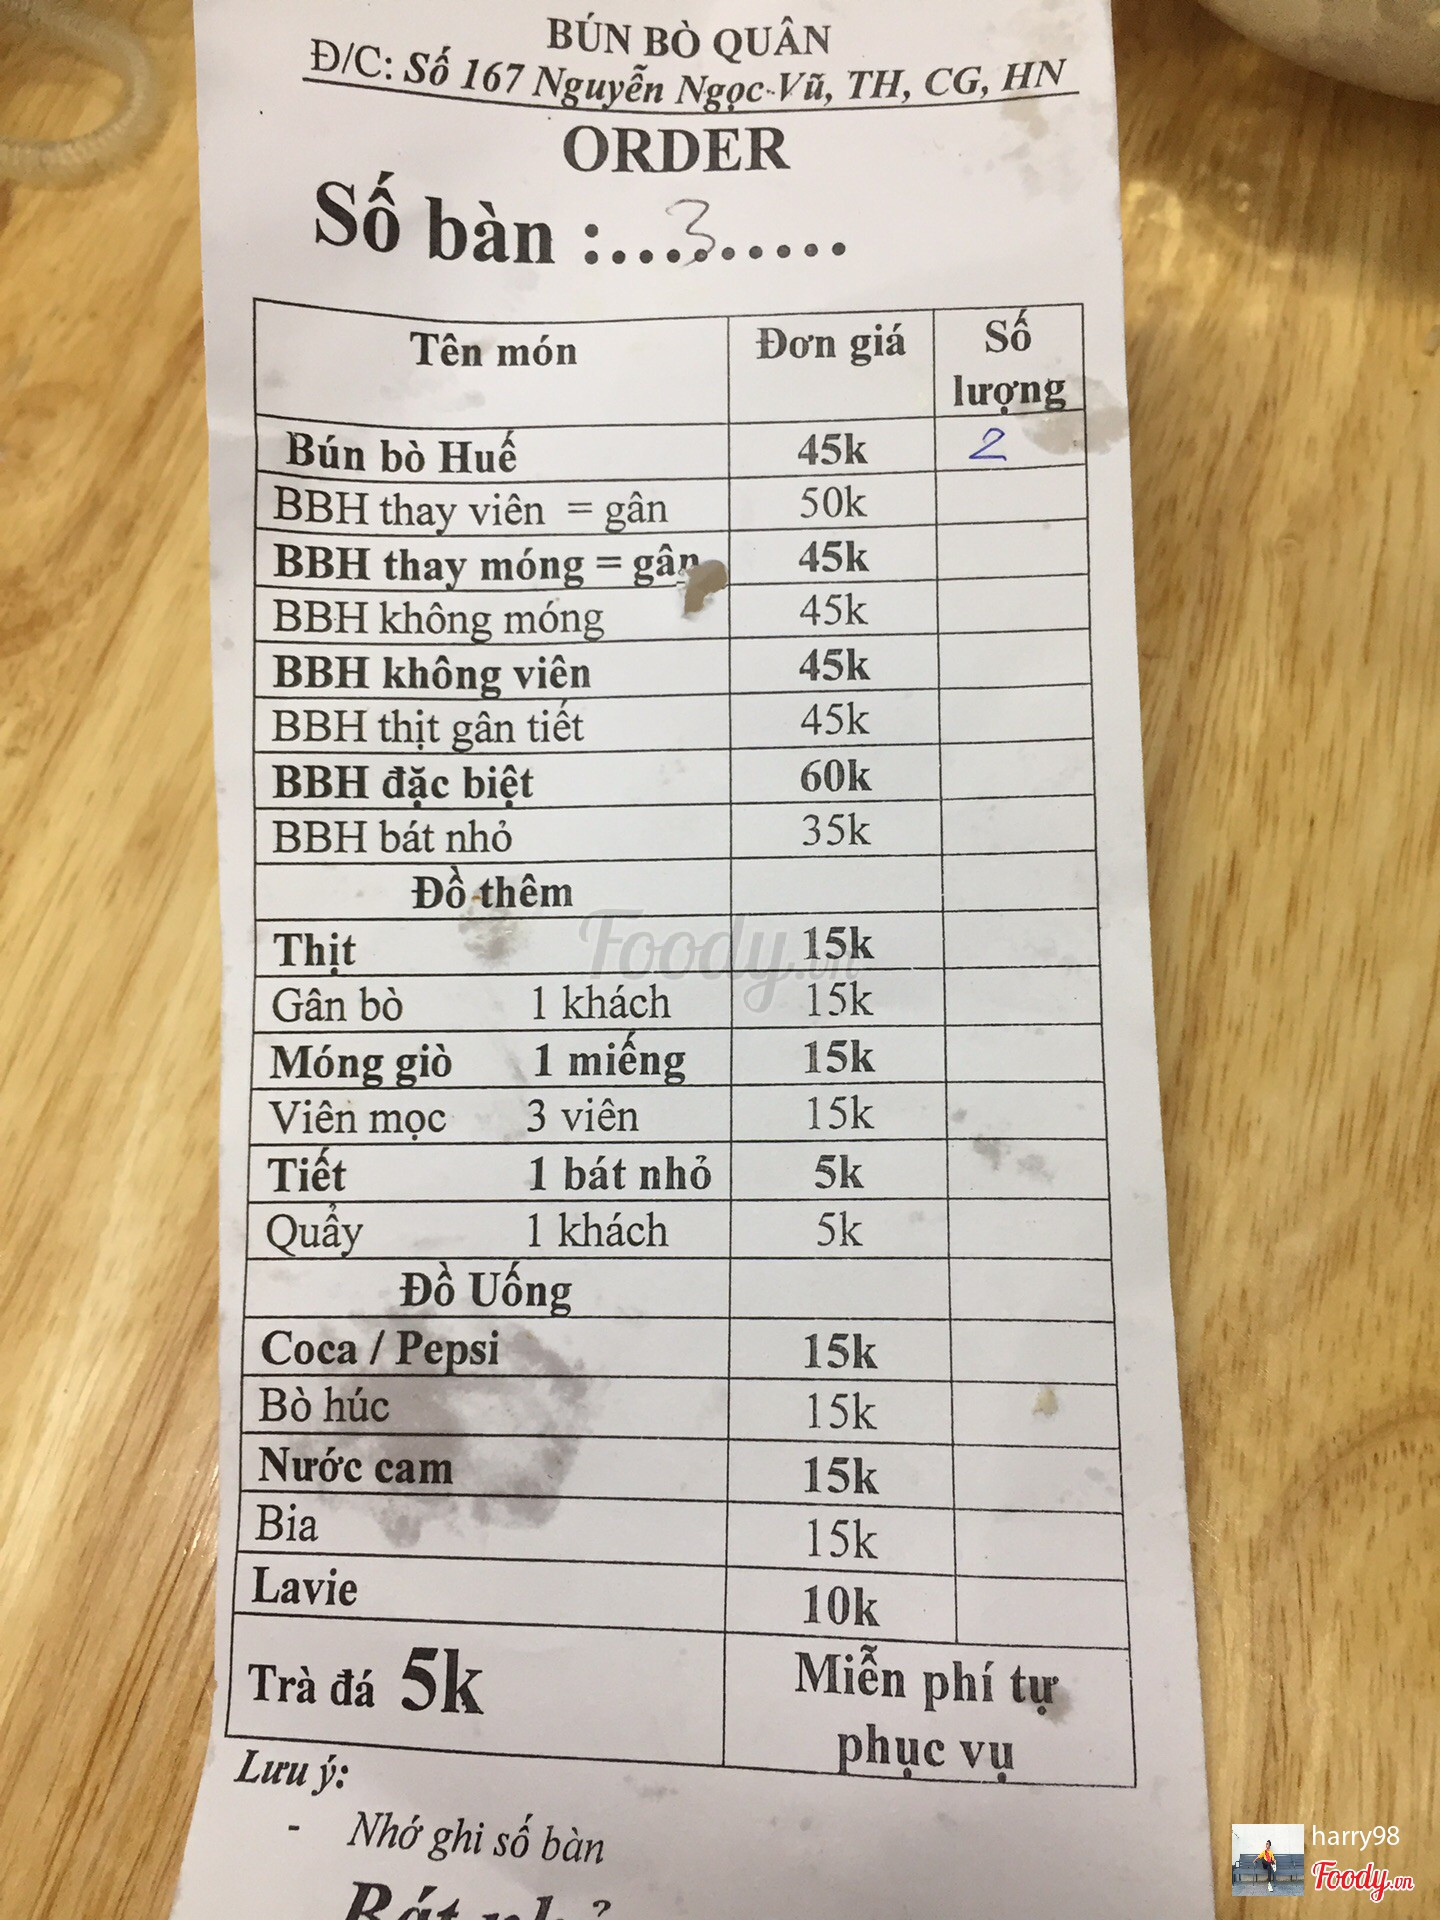 BÚN BÒ QUÂN
Đ/C: Số 167 Nguyễn Ngọc Vũ, TH, CG, HN
ORDER
Số bàn :...3......
Tên món Đơn giá Số lượng
Bún bò Huế 45k 2
BBH thay viên = gân 50k
BBH thay móng = gân 45k
BBH không móng 45k
BBH không viên 45k
BBH thịt gân tiết 45k
BBH đặc biệt 60k
BBH bát nhỏ 35k
Đồ thêm
Thịt 15k
Gân bò 1 khách 15k
Móng giò 1 miếng 15k
Viên mọc 3 viên 15k
Tiết 1 bát nhỏ 5k
Quẩy 1 khách 5k
Đồ Uống
Coca / Pepsi 15k
Bò húc 15k
Nước cam 15k
Bia 15k
Lavie 10k
Trà đá 5k Miễn phí tự phục vụ
Lưu ý:
- Nhớ ghi số bàn
Foody.vn
harry98
Foody.vn